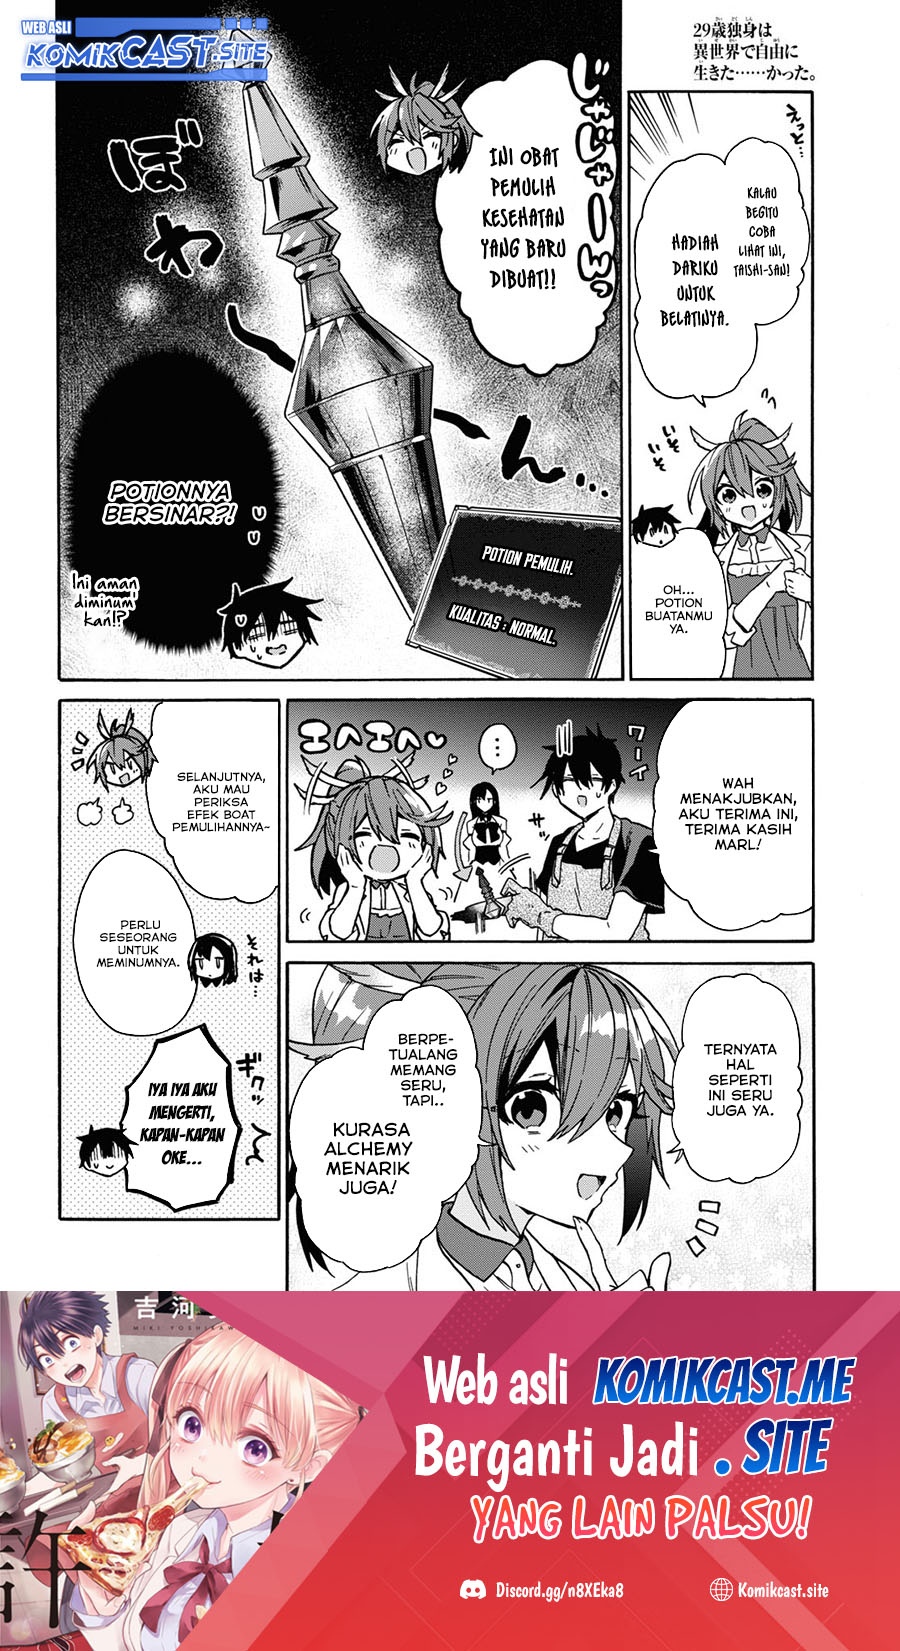 WEB ASLI
KOMIKCAST.SITE
29歳独身は
異世界で自由に
生きた……かった。
えっと…
KALAU
BEGITU
COBA
LIHAT INI,
TAISHI-SAN!
HADIAH
DARIKU
UNTUK
BELATINYA.
いそいそ
OH...
POTION
BUATANMU
YA.
じゃじゃーんっ
INI OBAT
PEMULIH
KESEHATAN
YANG BARU
DIBUAT!!
ぼわ～ん…
POTIONNYA
BERSINAR?!
Ini aman
diminum
kan!?
POTION PEMULIH.
KUALITAS : NORMAL.
WAH
MENAKJUBKAN,
AKU TERIMA INI,
TERIMA KASIH
MARL!
ワーイ
…
エヘエヘ
SELANJUTNYA,
AKU MAU
PERIKSA
EFEK BOAT
PEMULIHANNYA~
PERLU
SESEORANG
UNTUK
MEMINUMNYA.
それは…
IYA IYA AKU
MENGERTI,
KAPAN-KAPAN
OKE...
ギクッ
TERNYATA
HAL
SEPERTI
INI SERU
JUGA YA.
BERPE-
TUALANG
MEMANG
SERU,
TAPI..
KURASA
ALCHEMY
MENARIK
JUGA!
吉河
MIKI YOSHIKAW
許
Web asli KOMIKCAST.ME
Berganti Jadi .SITE
YANG LAIN PALSU!
Discord.gg/n8XEka8
Komikcast.site